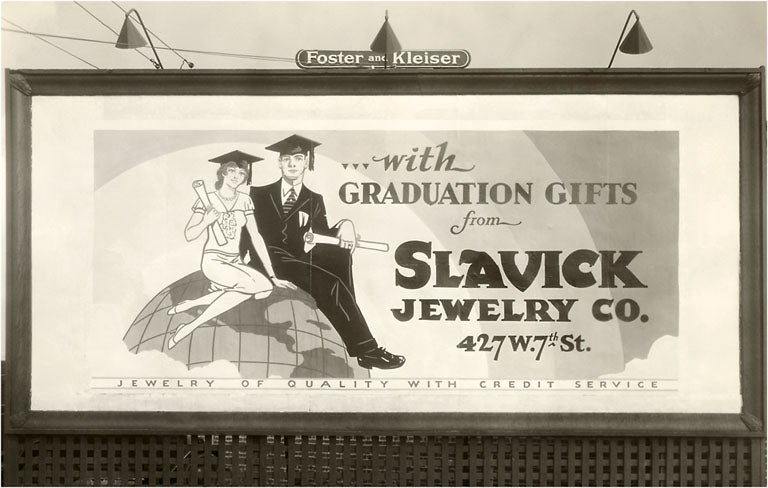 Foster and Kleiser
...with
GRADUATION GIFTS
from
SLAVICK
JEWELRY CO.
427 W. 7th St.
JEWELRY OF QUALITY WITH CREDIT SERVICE